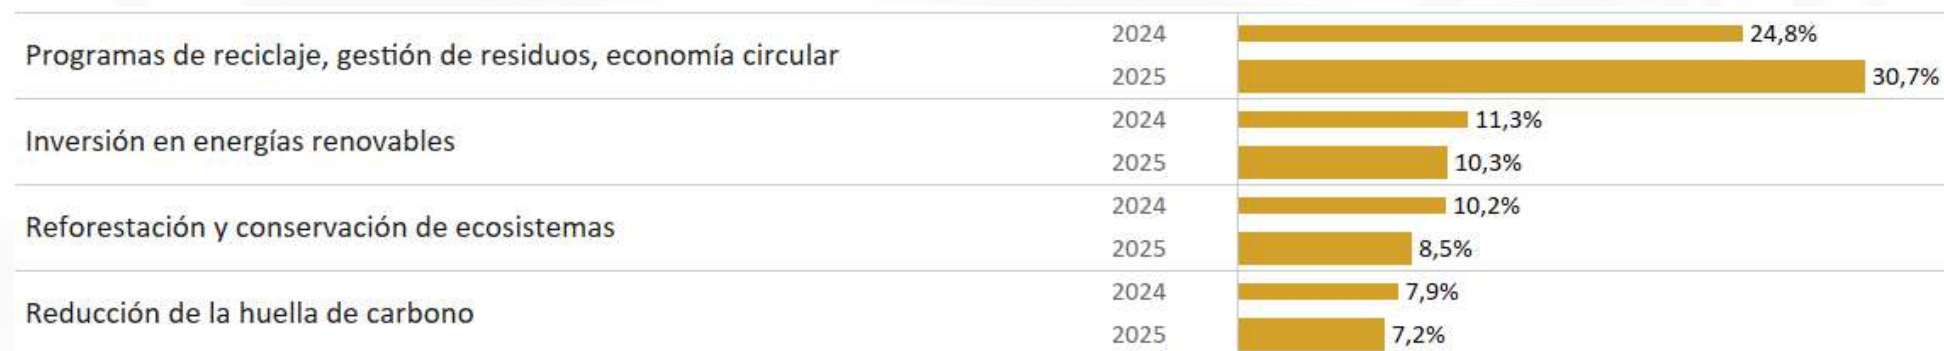 2024 24,8%
Programas de reciclaje, gestión de residuos, economía circular
2025 30,7%
2024 11,3%
Inversión en energías renovables
2025 10,3%
2024 10,2%
Reforestación y conservación de ecosistemas
2025 8,5%
2024 7,9%
Reducción de la huella de carbono
2025 7,2%